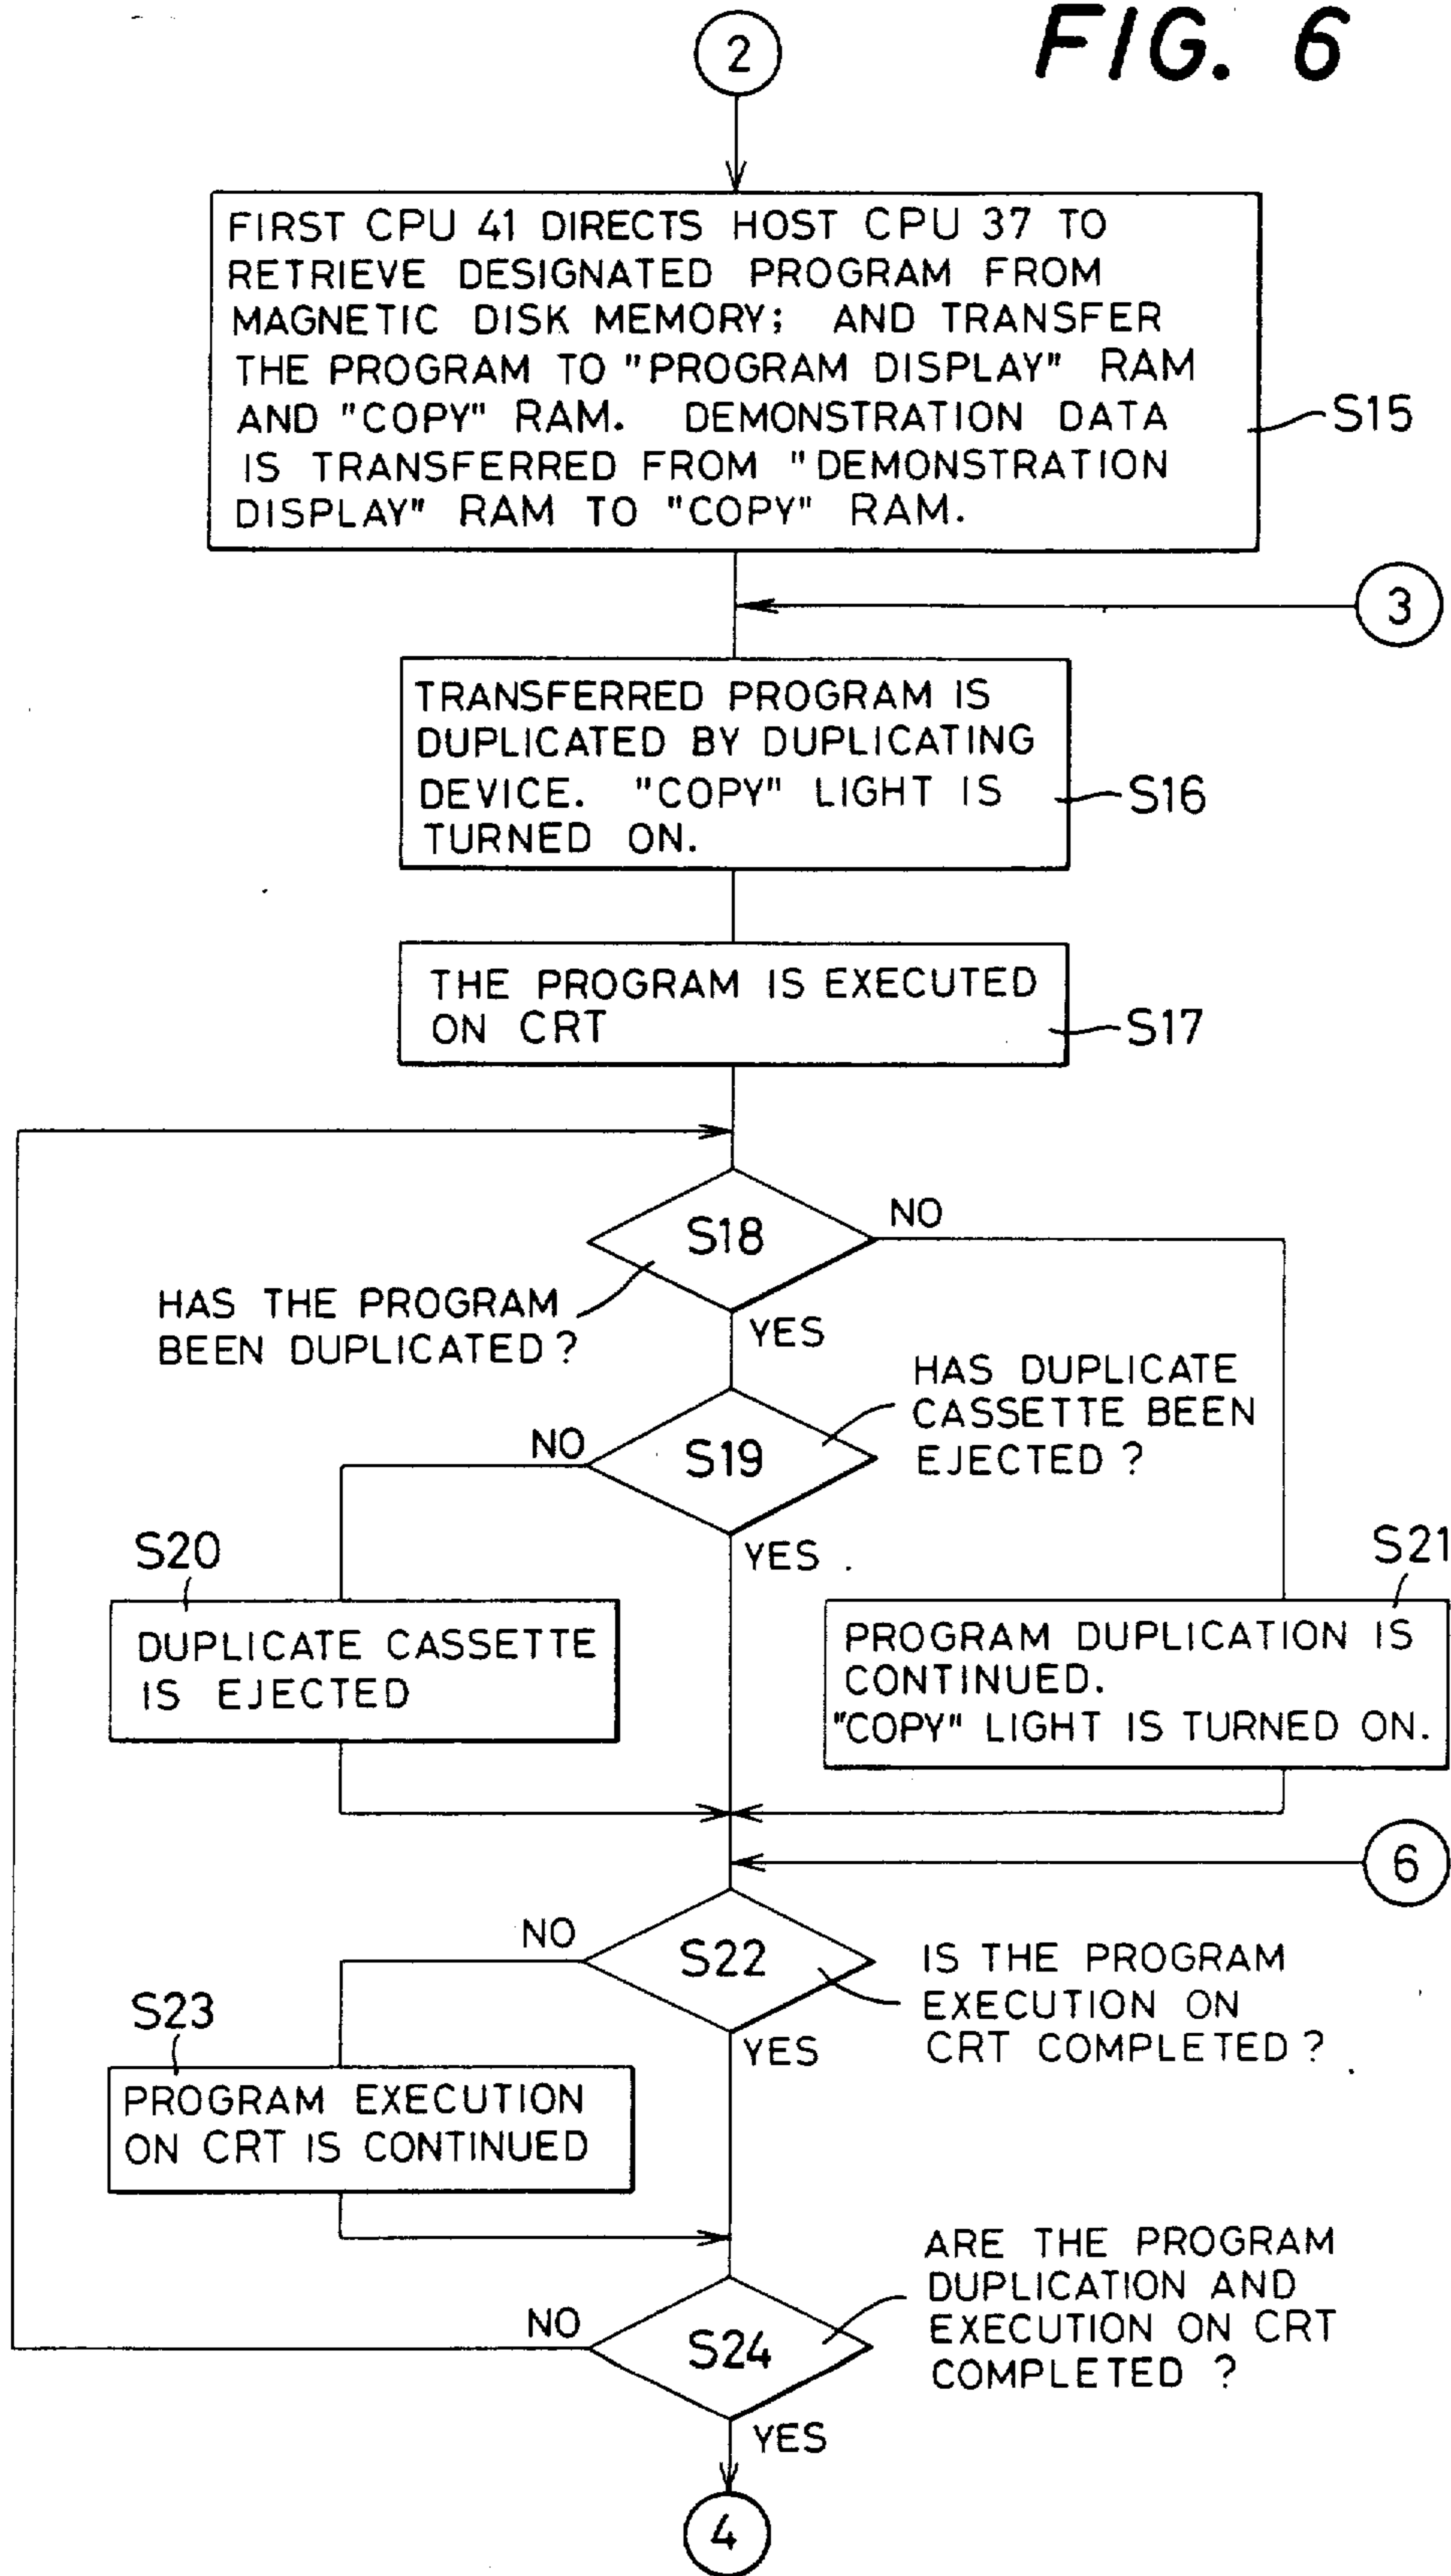 FIG. 6
2
FIRST CPU 41 DIRECTS HOST CPU 37 TO
RETRIEVE DESIGNATED PROGRAM FROM
MAGNETIC DISK MEMORY; AND TRANSFER
THE PROGRAM TO "PROGRAM DISPLAY" RAM
AND "COPY" RAM. DEMONSTRATION DATA
IS TRANSFERRED FROM "DEMONSTRATION
DISPLAY" RAM TO "COPY" RAM.
S15
3
TRANSFERRED PROGRAM IS
DUPLICATED BY DUPLICATING
DEVICE. "COPY" LIGHT IS
TURNED ON.
S16
THE PROGRAM IS EXECUTED
ON CRT
S17
S18
NO
HAS THE PROGRAM
BEEN DUPLICATED?
YES
HAS DUPLICATE
CASSETTE BEEN
EJECTED?
NO
S19
YES
S20
DUPLICATE CASSETTE
IS EJECTED
S21
PROGRAM DUPLICATION IS
CONTINUED.
"COPY" LIGHT IS TURNED ON.
6
NO
S22
IS THE PROGRAM
EXECUTION ON
CRT COMPLETED?
YES
S23
PROGRAM EXECUTION
ON CRT IS CONTINUED
ARE THE PROGRAM
DUPLICATION AND
EXECUTION ON CRT
COMPLETED ?
NO
S24
YES
4